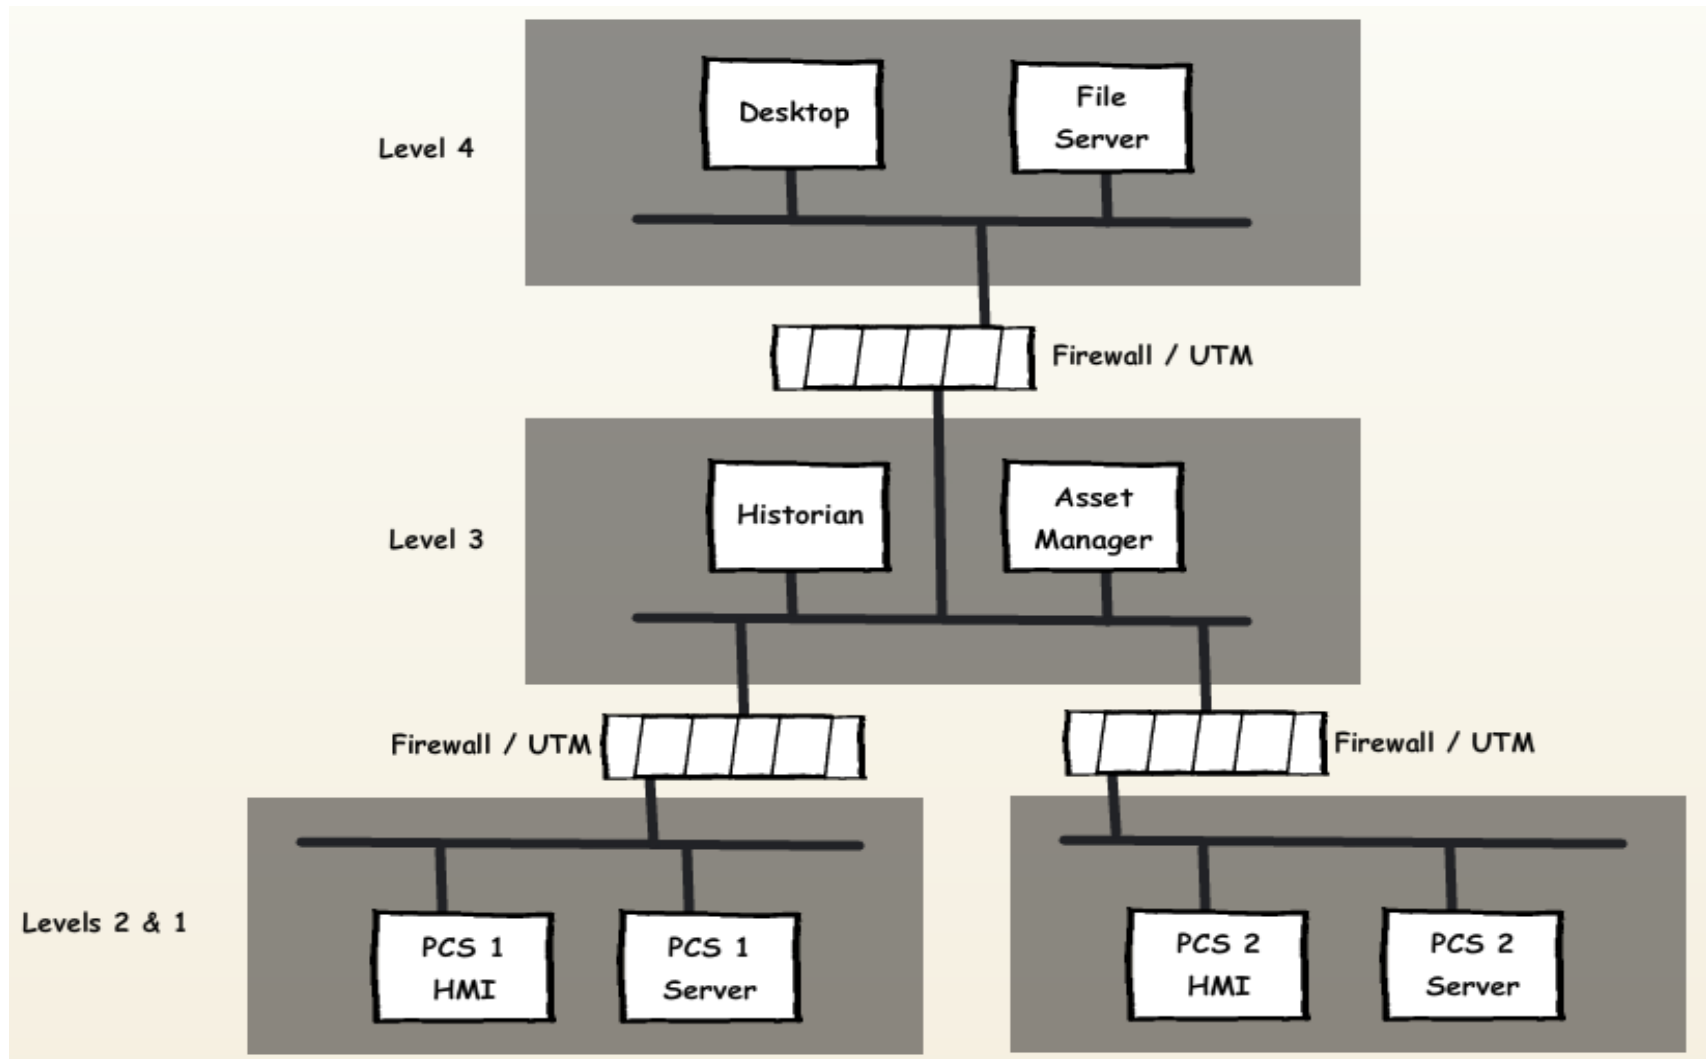 Desktop
File
Server
Level 4
Firewall / UTM
Historian
Asset
Manager
Level 3
Firewall / UTM
Firewall / UTM
Levels 2 & 1
PCS 1
HMI
PCS 1
Server
PCS 2
HMI
PCS 2
Server